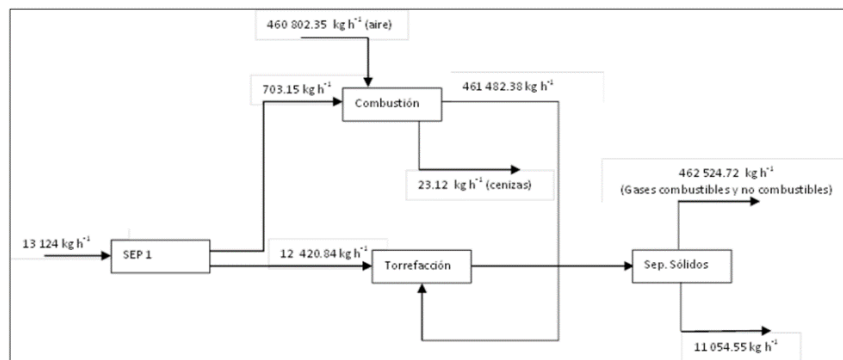 460 802.35 kg h⁻¹ (aire)
703.15 kg h⁻¹
461 482.38 kg h⁻¹
Combustión
23.12 kg h⁻¹ (cenizas)
462 524.72 kg h⁻¹
(Gases combustibles y no combustibles)
13 124 kg h⁻¹
SEP 1
12 420.84 kg h⁻¹
Torrefacción
Sep. Sólidos
11 054.55 kg h⁻¹